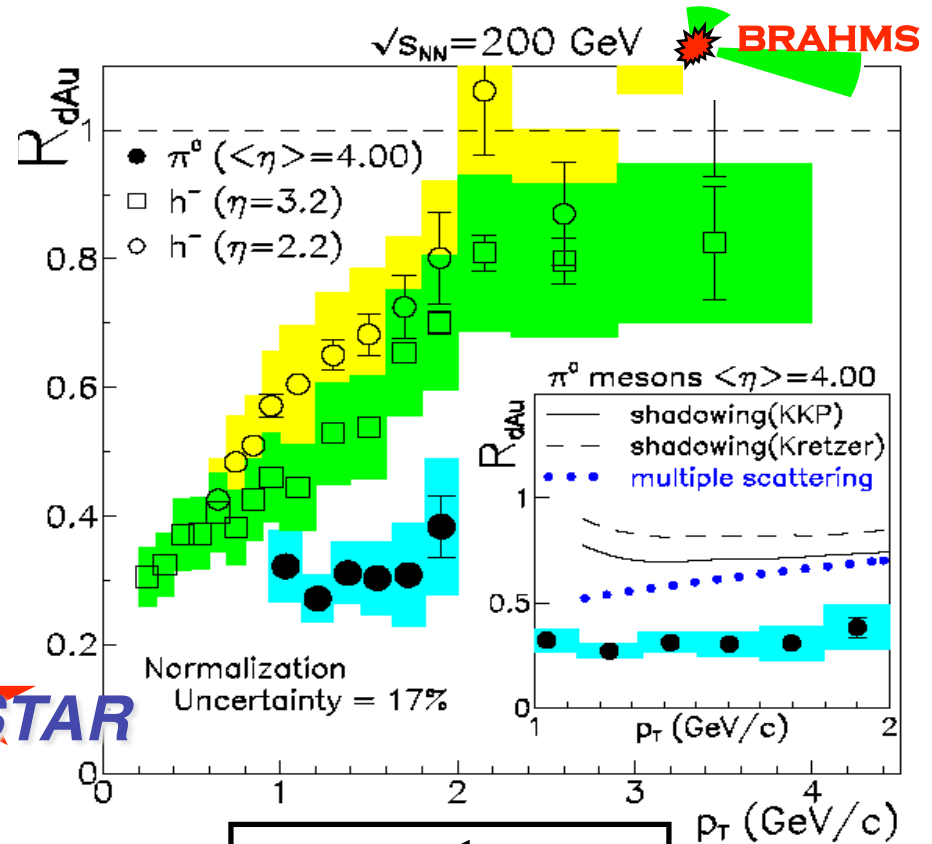 √s_NN=200 GeV
BRAHMS
R_dAu
1
● π⁰ (<η>=4.00)
□ h⁻ (η=3.2)
○ h⁻ (η=2.2)
0.8
0.6
0.4
0.2
0
Normalization
Uncertainty = 17%
STAR
π⁰ mesons <η>=4.00
shadowing(KKP)
shadowing(Kretzer)
multiple scattering
R_dAu
1
0.5
0
1 2
p_T (GeV/c)
0 1 2 3 4
p_T (GeV/c)